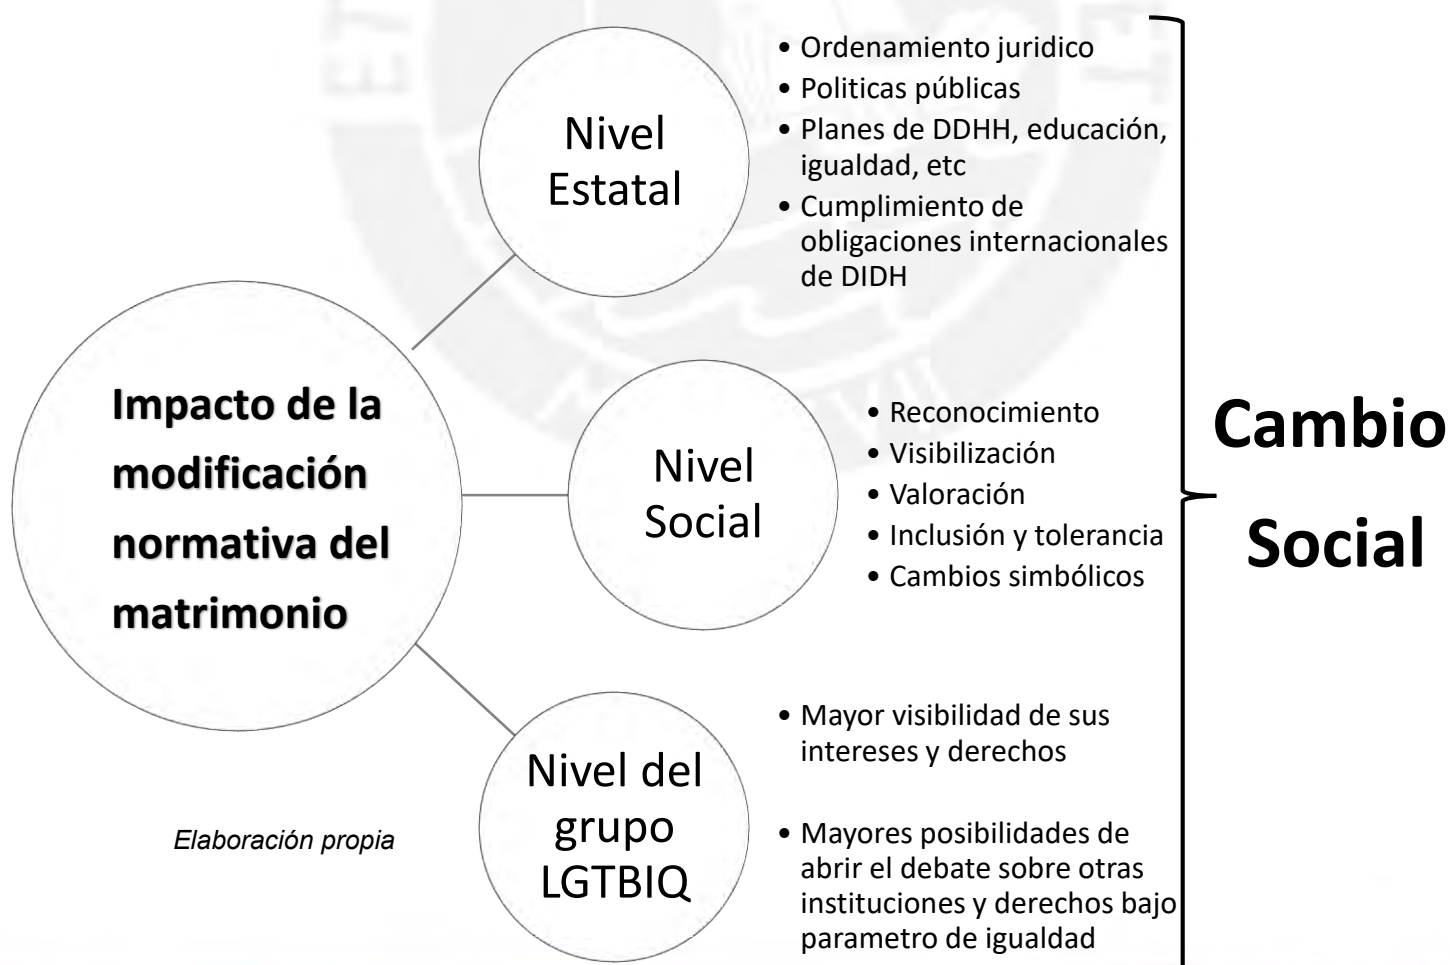 Impacto de la
modificación
normativa del
matrimonio
Nivel
Estatal
• Ordenamiento juridico
• Politicas públicas
• Planes de DDHH, educación,
igualdad, etc
• Cumplimiento de
obligaciones internacionales
de DIDH
Nivel
Social
• Reconocimiento
• Visibilización
• Valoración
• Inclusión y tolerancia
• Cambios simbólicos
Nivel del
grupo
LGTBIQ
• Mayor visibilidad de sus
intereses y derechos
• Mayores posibilidades de
abrir el debate sobre otras
instituciones y derechos bajo
parametro de igualdad
Cambio
Social
Elaboración propia